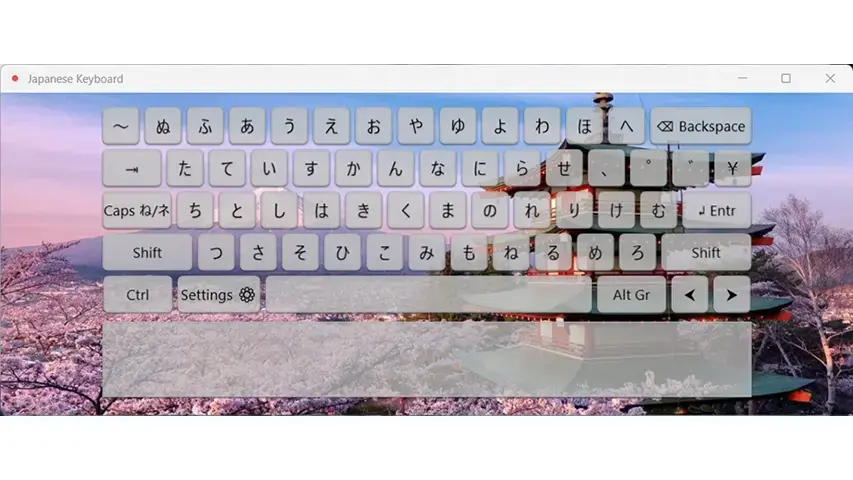 Japanese Keyboard
～ ぬ ふ あ う え お や ゆ よ わ ほ へ ⌫ Backspace
⇥ た て い す か ん な に ら せ 、 ゜ ゛ ¥
Caps ね/ネ ち と し は き く ま の れ り け む ↲ Entr
Shift つ さ そ ひ こ み も ね る め ろ Shift
Ctrl Settings Alt Gr < >